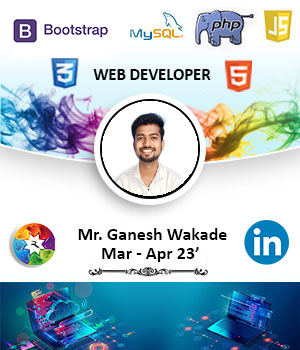 B Bootstrap
MySQL
php
JS
3
WEB DEVELOPER
5
Mr. Ganesh Wakade
Mar - Apr 23’
in